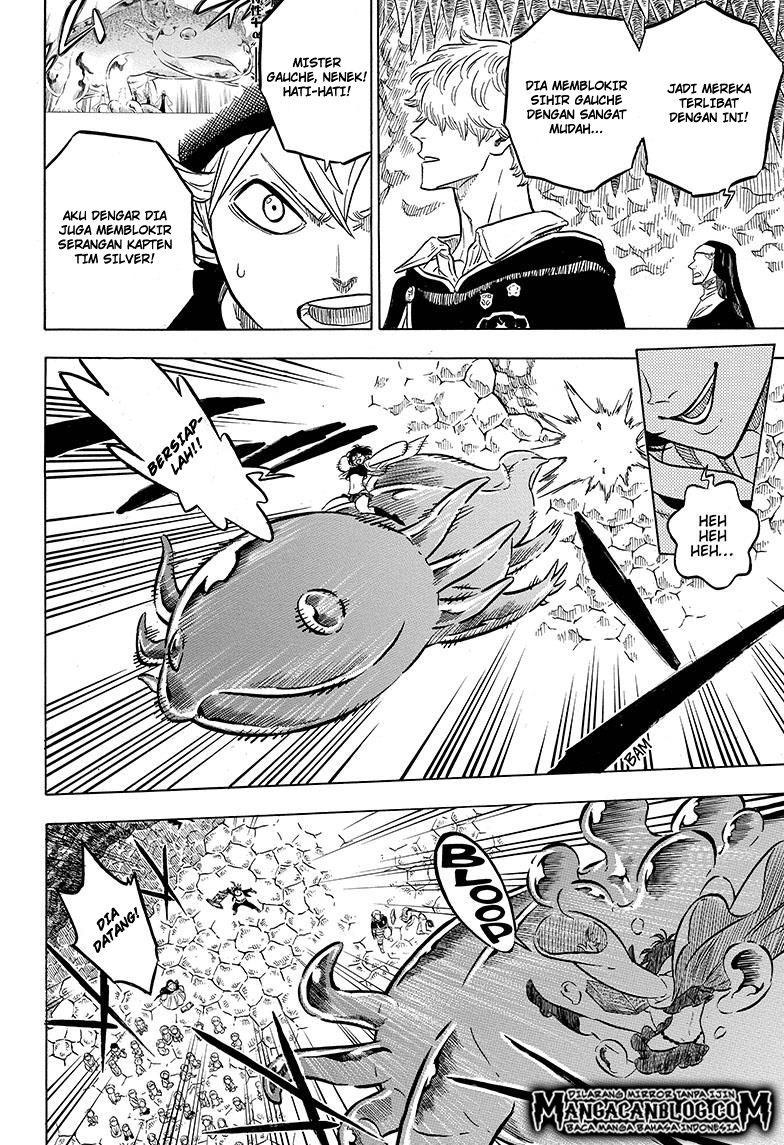 JADI MEREKA
TERLIBAT
DENGAN INI!
DIA MEMBLOKIR
SIHIR GAUCHE
DENGAN SANGAT
MUDAH...
MISTER
GAUCHE, NENEK!
HATI-HATI!
AKU DENGAR DIA
JUGA MEMBLOKIR
SERANGAN KAPTEN
TIM SILVER!
HEH
HEH
HEH...
BERSIAP-
LAH!!
BAM
BLOOP
DIA
DATANG!
DILARANG MIRROR TANPA IJIN
MANGACANBLOG.COM
BACA MANGA BAHASA INDONESIA